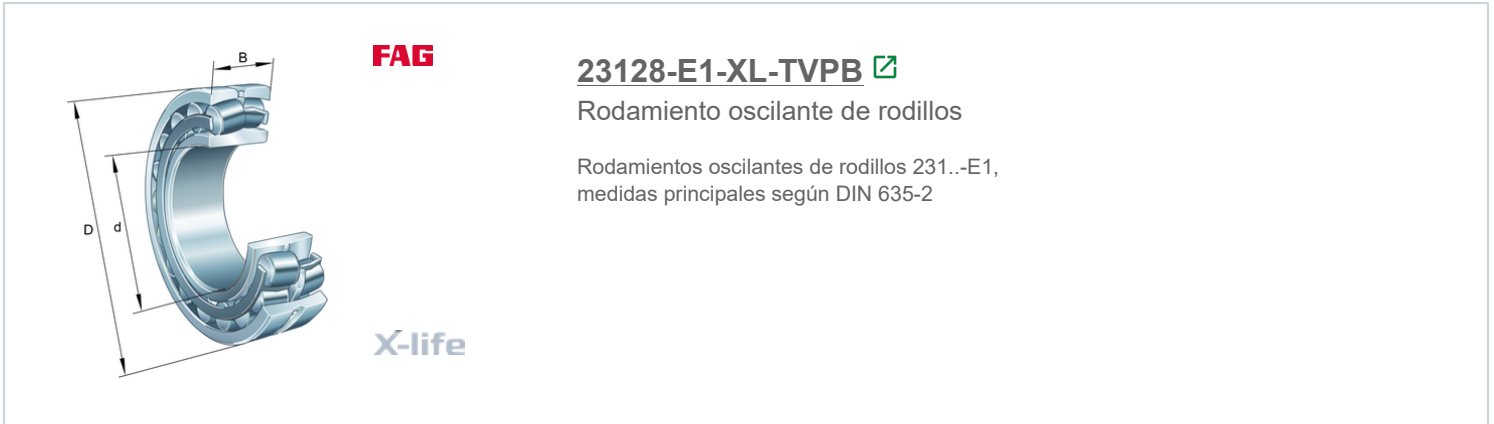 B
FAG
23128-E1-XL-TVPB
Rodamiento oscilante de rodillos
Rodamientos oscilantes de rodillos 231..-E1,
medidas principales según DIN 635-2
D
d
X-life